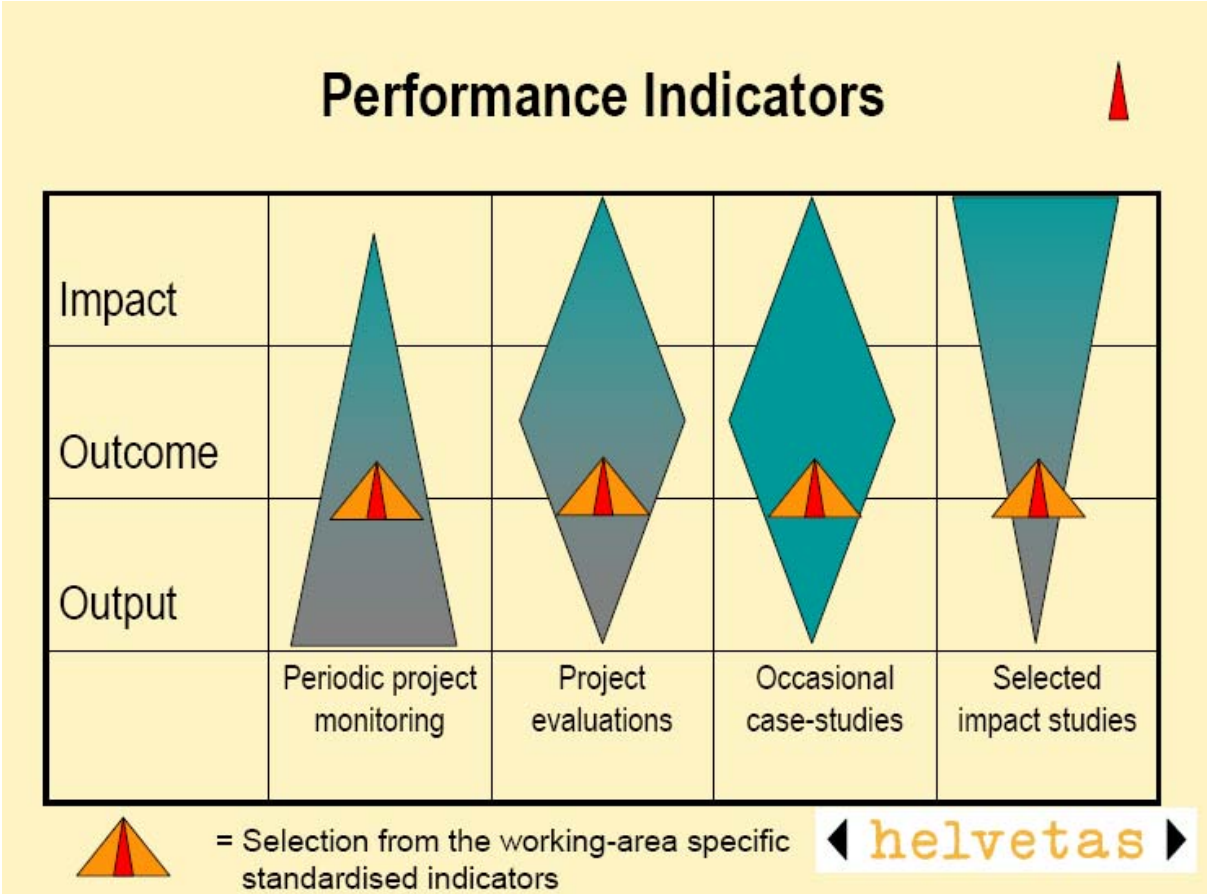 Performance Indicators
Impact
Outcome
Output
Periodic project
monitoring
Project
evaluations
Occasional
case-studies
Selected
impact studies
= Selection from the working-area specific
standardised indicators
helvetas